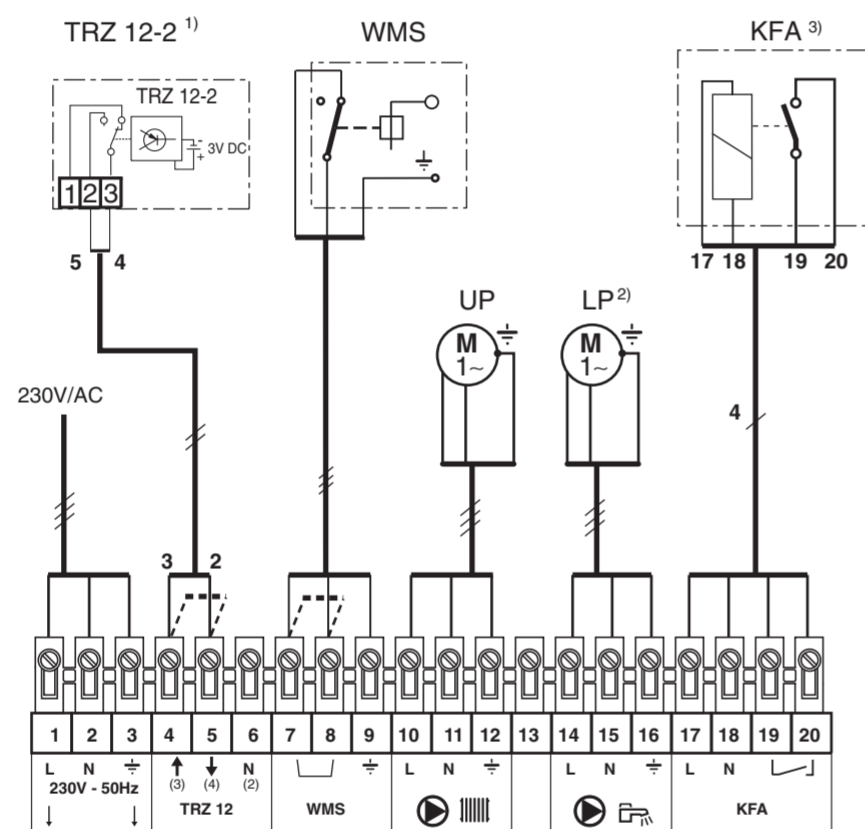 TRZ 12-2 1)
WMS
KFA 3)
TRZ 12-2
3V DC
- +
1 2 3
5 4
17 18 19 20
UP
LP 2)
M
1~
M
1~
230V/AC
4
3 2
1 2 3 4 5 6 7 8 9 10 11 12 13 14 15 16 17 18 19 20
L N (3) (4) N (2) L N L N L N
230V - 50Hz
TRZ 12
WMS
KFA